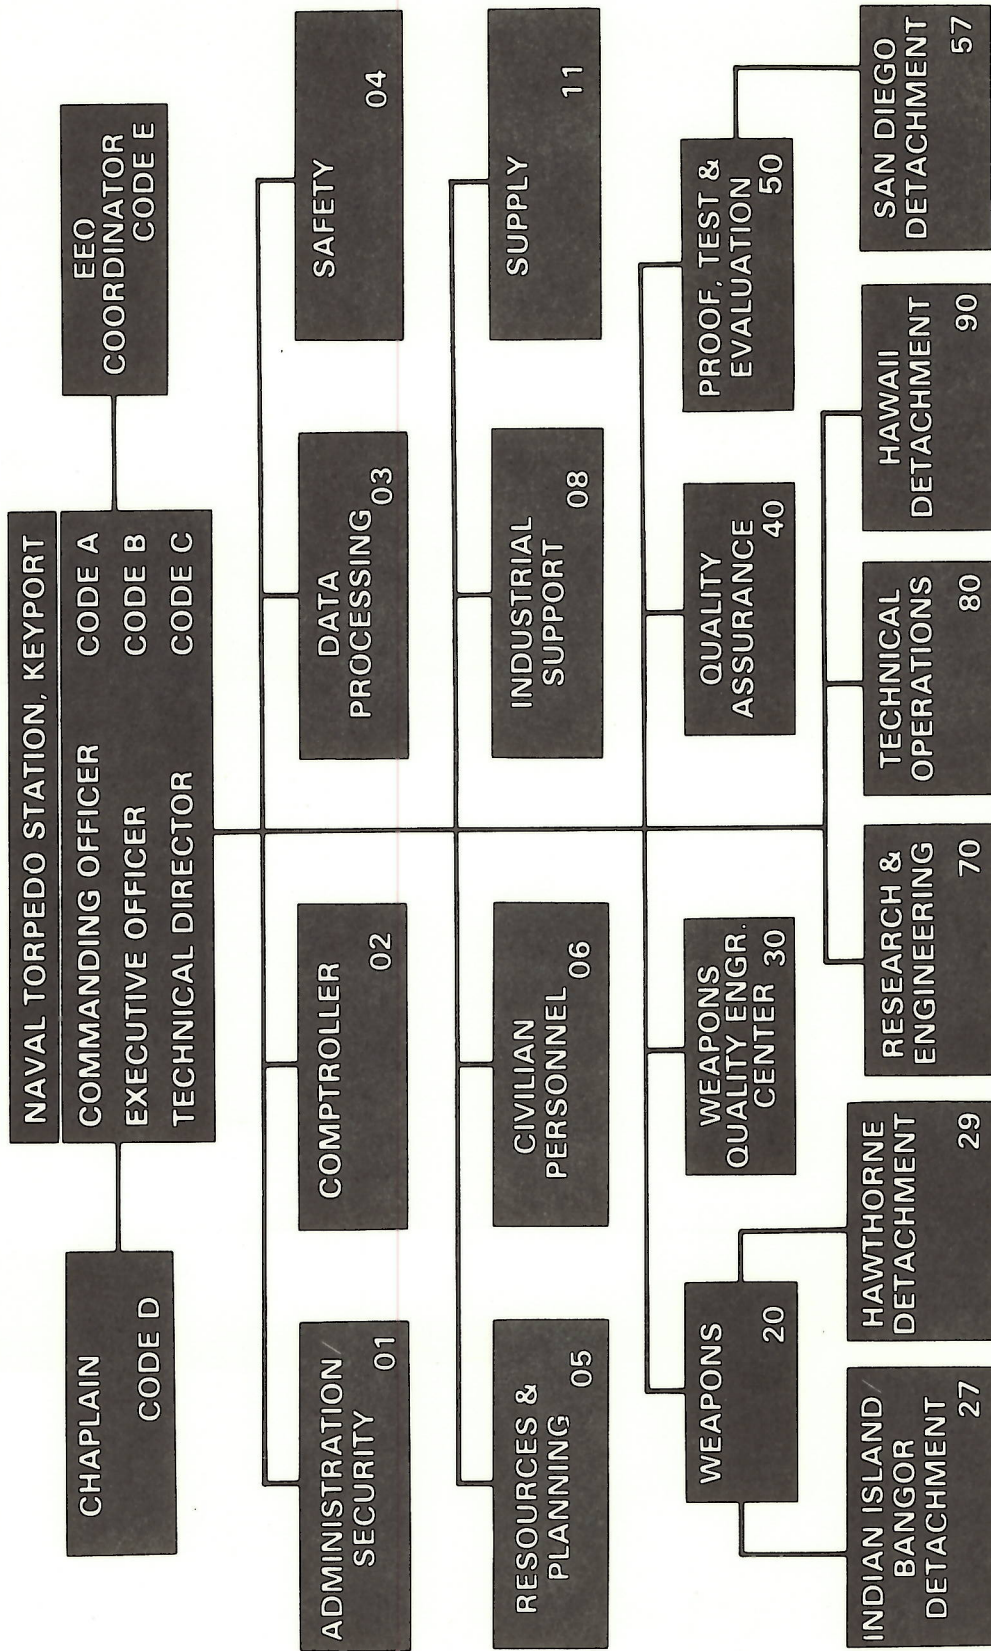 NAVAL TORPEDO STATION, KEYPORT
COMMANDING OFFICER CODE A
EXECUTIVE OFFICER CODE B
TECHNICAL DIRECTOR CODE C
CHAPLAIN
CODE D
EEO
COORDINATOR
CODE E
ADMINISTRATION/
SECURITY
01
COMPTROLLER
02
DATA
PROCESSING
03
SAFETY
04
RESOURCES &
PLANNING
05
CIVILIAN
PERSONNEL
06
INDUSTRIAL
SUPPORT
08
SUPPLY
11
WEAPONS
20
WEAPONS
QUALITY ENGR.
CENTER 30
QUALITY
ASSURANCE
40
PROOF, TEST &
EVALUATION
50
INDIAN ISLAND/
BANGOR
DETACHMENT
27
HAWTHORNE
DETACHMENT
29
RESEARCH &
ENGINEERING
70
TECHNICAL
OPERATIONS
80
HAWAII
DETACHMENT
90
SAN DIEGO
DETACHMENT
57